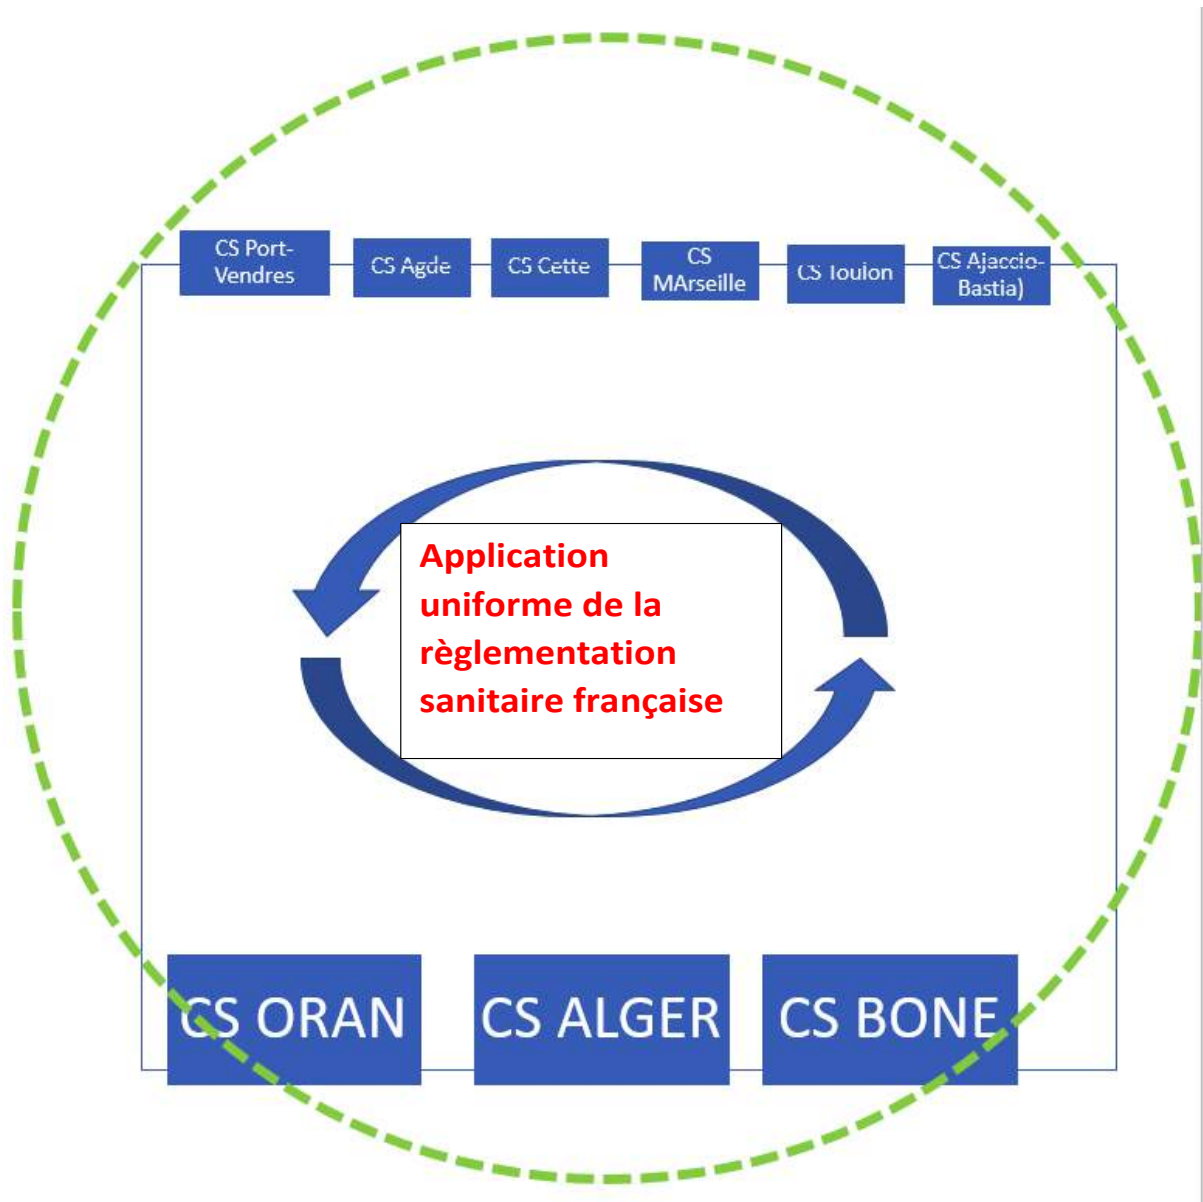 CS Port-
Vendres
CS Agde
CS Cette
CS
MArseille
CS Toulon
CS Ajaccio-
Bastia)
Application
uniforme de la
règlementation
sanitaire française
CS ORAN
CS ALGER
CS BONE